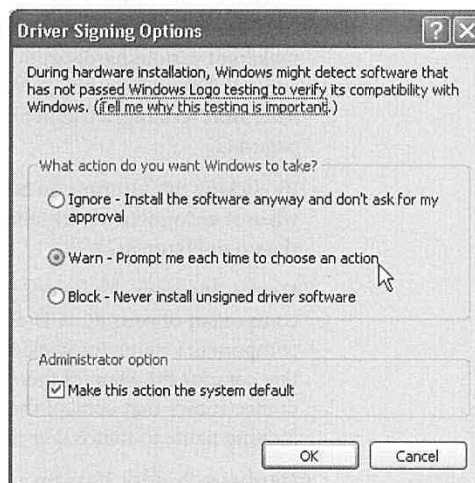 Driver Signing Options
During hardware installation, Windows might detect software that
has not passed Windows Logo testing to verify its compatibility with
Windows. (Tell me why this testing is important.)
What action do you want Windows to take?
Ignore - Install the software anyway and don't ask for my
approval
Warn - Prompt me each time to choose an action
Block - Never install unsigned driver software
Administrator option
Make this action the system default
OK Cancel